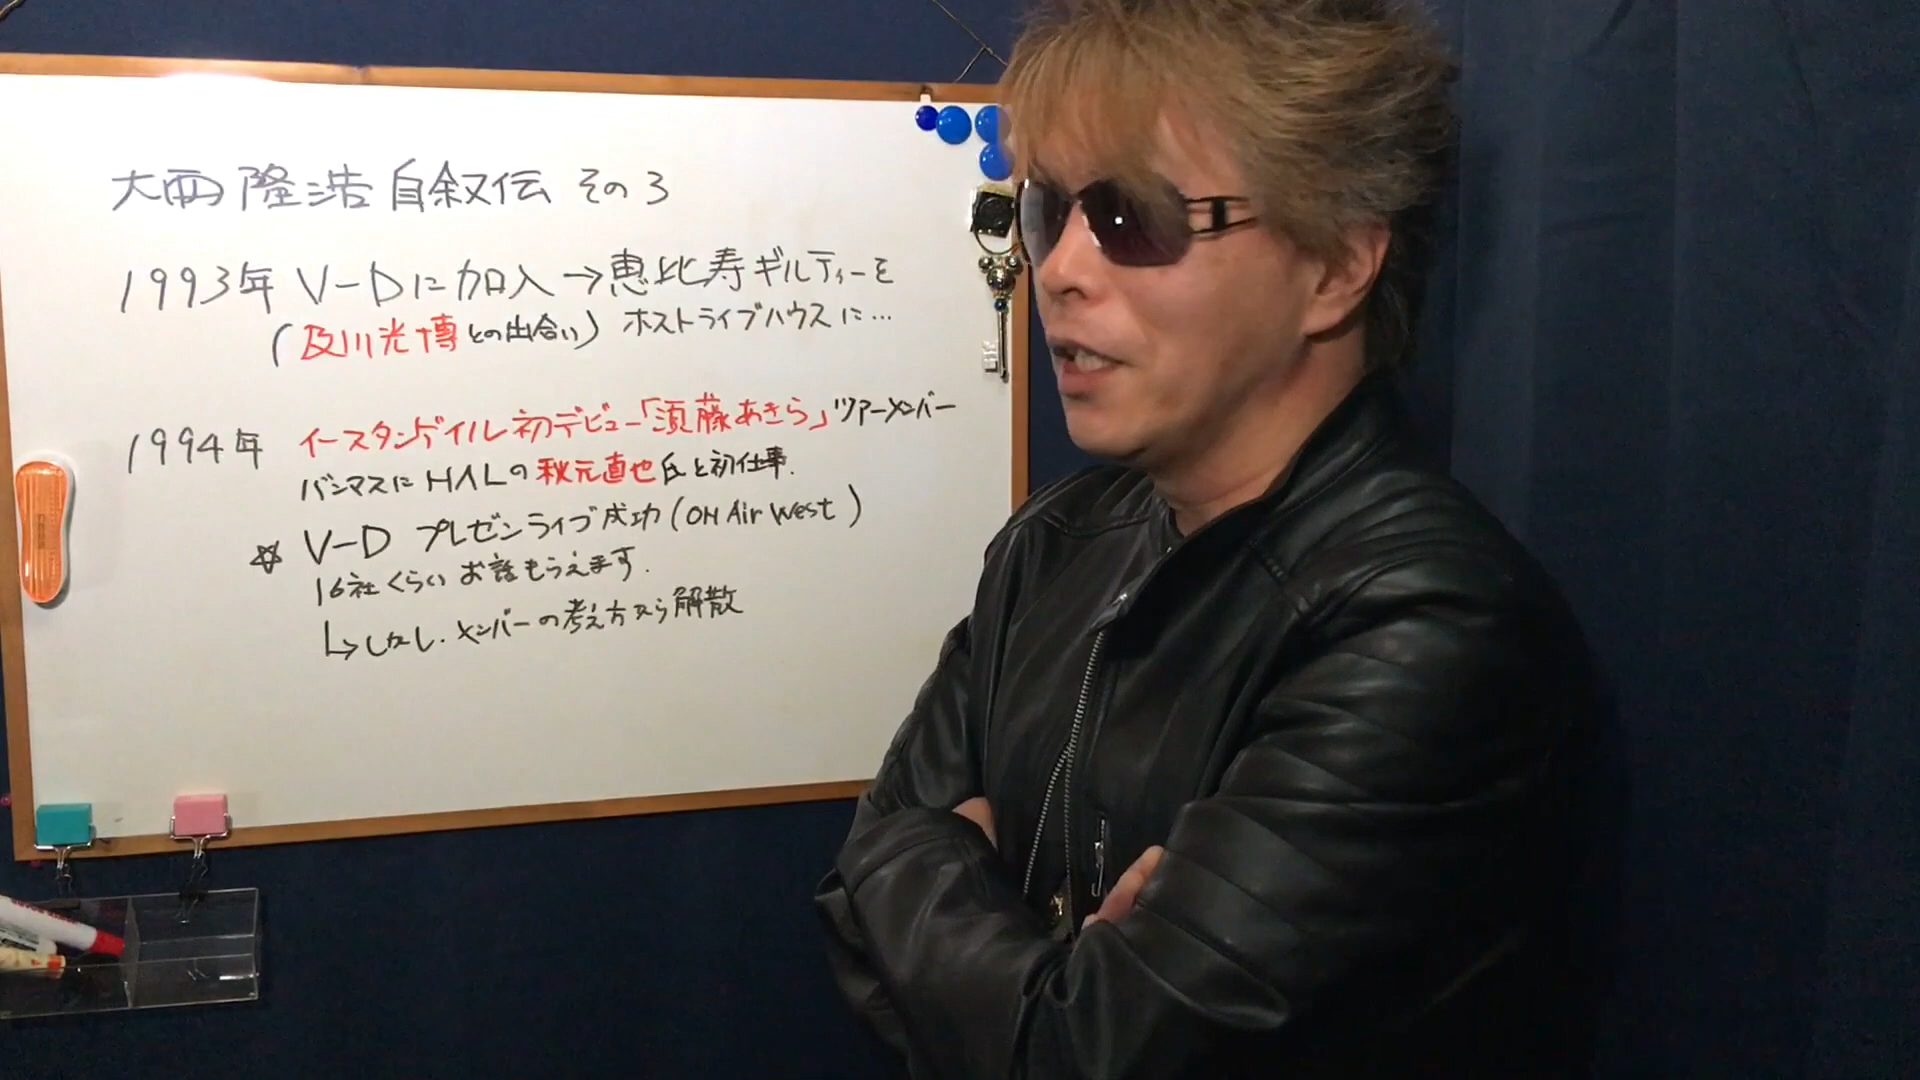 大西隆浩自叙伝 その3
1993年 V-Dに加入→恵比寿ギルティーを
(及川光博との出合い) ホストライブハウスに…
1994年 イースタンゲイル初デビュー「須藤あきら」ツアーメンバー
バンマスにHALの秋元直也氏と初仕事.
☆ V-D プレゼンライブ成功(ON Air West)
16社くらいお話もらえます.
↳しかし.メンバーの考え方から解散